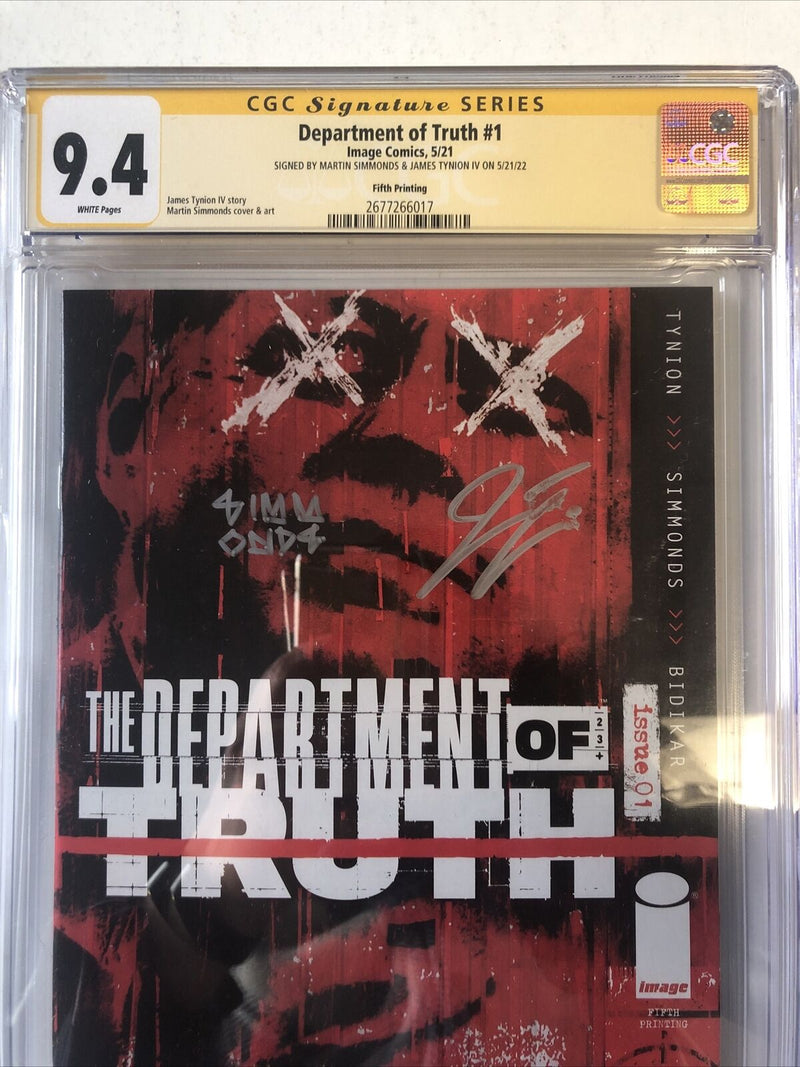 CGC Signature SERIES
9.4
WHITE Pages
Department of Truth #1
Image Comics, 5/21
SIGNED BY MARTIN SIMMONDS & JAMES TYNION IV ON 5/21/22
Fifth Printing
James Tynion IV story
Martin Simmonds cover & art
2677266017
CGC
TYNION >>> SIMMONDS >>> BIDIKAR
SIMM
ONDS
THE DEPARTMENT OF
TRUTH
issue 01
image
FIFTH
PRINTING